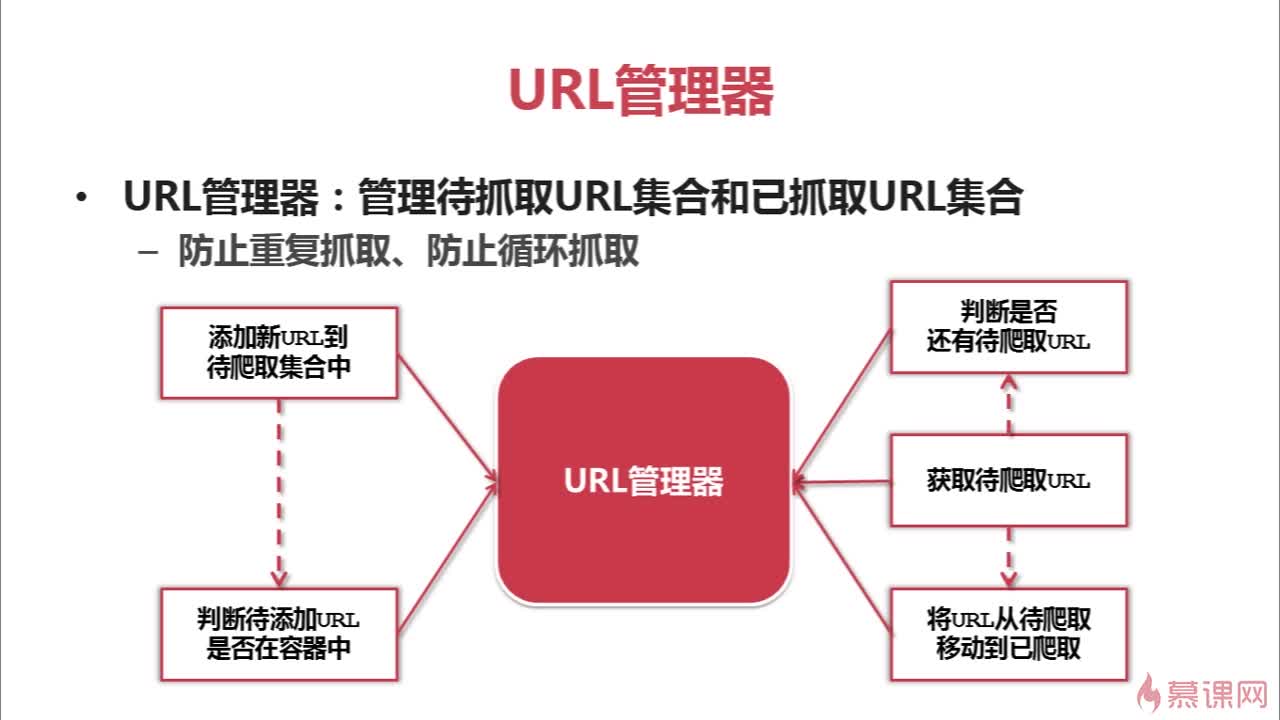 URL管理器
• URL管理器：管理待抓取URL集合和已抓取URL集合
– 防止重复抓取、防止循环抓取
添加新URL到
待爬取集合中
判断待添加URL
是否在容器中
URL管理器
判断是否
还有待爬取URL
获取待爬取URL
将URL从待爬取
移动到已爬取
慕课网